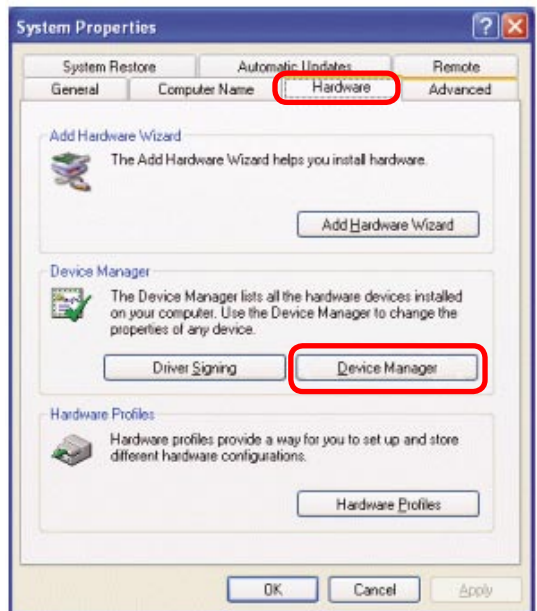 System Properties
System Restore Automatic Updates Remote
General Computer Name Hardware Advanced
Add Hardware Wizard
The Add Hardware Wizard helps you install hardware.
Add Hardware Wizard
Device Manager
The Device Manager lists all the hardware devices installed
on your computer. Use the Device Manager to change the
properties of any device.
Driver Signing Device Manager
Hardware Profiles
Hardware profiles provide a way for you to set up and store
different hardware configurations.
Hardware Profiles
OK Cancel Apply